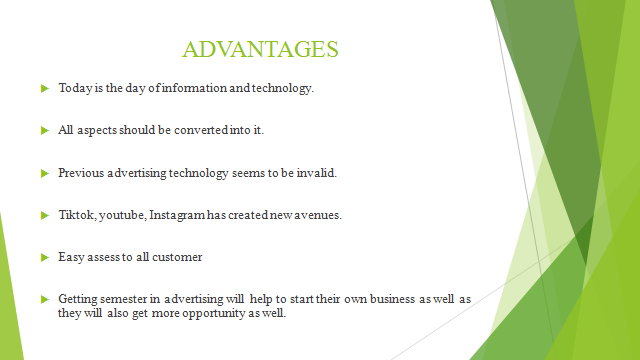 ADVANTAGES
Today is the day of information and technology.
All aspects should be converted into it.
Previous advertising technology seems to be invalid.
Tiktok, youtube, Instagram has created new avenues.
Easy assess to all customer
Getting semester in advertising will help to start their own business as well as
they will also get more opportunity as well.